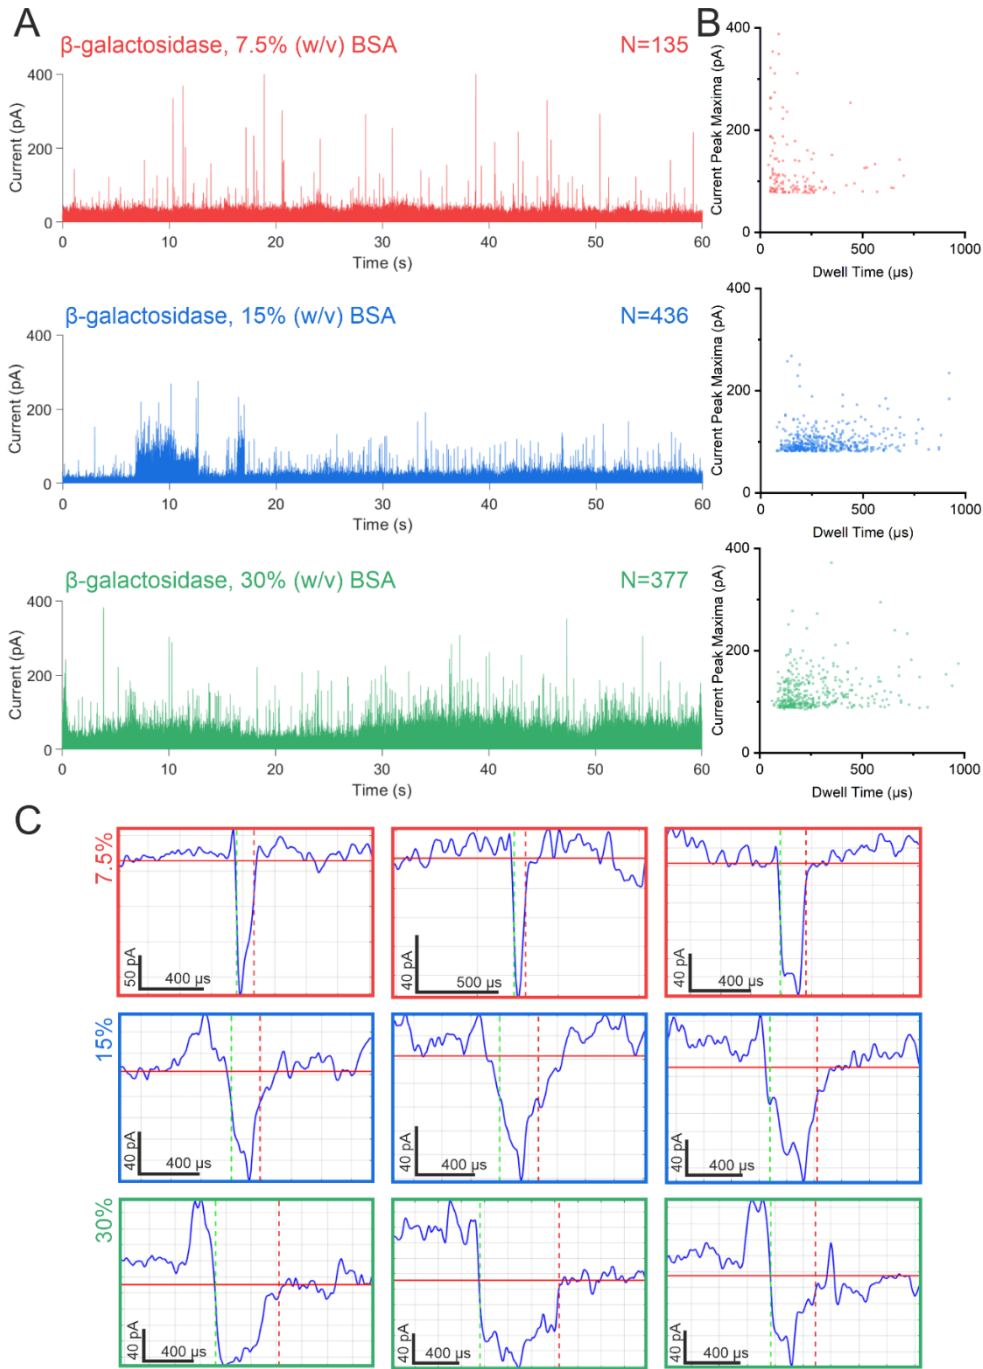 A
B
β-galactosidase, 7.5% (w/v) BSA N=135
Current (pA)
400
200
0
0 10 20 30 40 50 60
Time (s)
Current Peak Maxima (pA)
400
200
0
0 500 1000
Dwell Time (µs)
β-galactosidase, 15% (w/v) BSA N=436
Current (pA)
400
200
0
0 10 20 30 40 50 60
Time (s)
Current Peak Maxima (pA)
400
200
0
0 500 1000
Dwell Time (µs)
β-galactosidase, 30% (w/v) BSA N=377
Current (pA)
400
200
0
0 10 20 30 40 50 60
Time (s)
Current Peak Maxima (pA)
400
200
0
0 500 1000
Dwell Time (µs)
C
7.5%
50 pA
400 µs
40 pA
500 µs
40 pA
400 µs
15%
40 pA
400 µs
40 pA
400 µs
40 pA
400 µs
30%
40 pA
400 µs
40 pA
400 µs
40 pA
400 µs